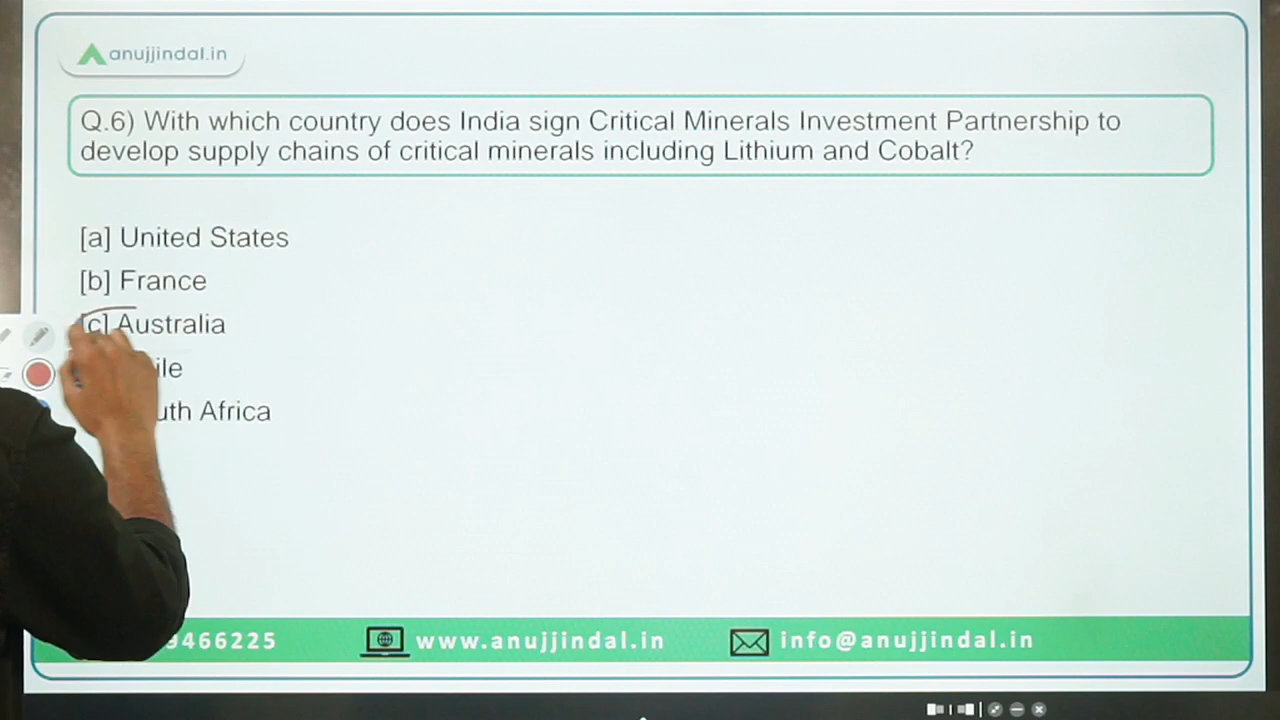 anujjindal.in
Q.6) With which country does India sign Critical Minerals Investment Partnership to
develop supply chains of critical minerals including Lithium and Cobalt?
[a] United States
[b] France
[c] Australia
ile
uth Africa
9466225
www.anujjindal.in
info@anujjindal.in